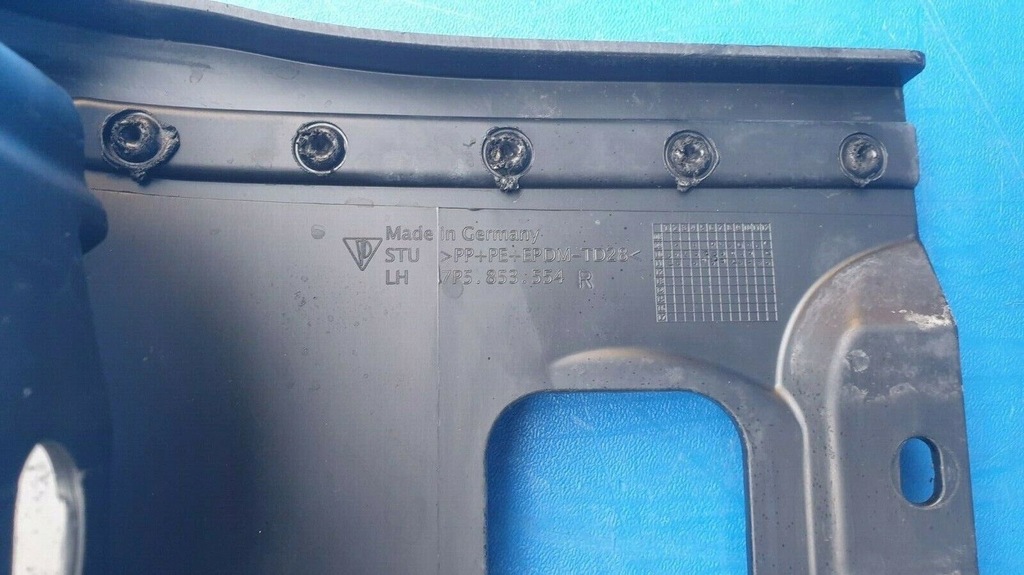 Made in Germany
STU >PP+PE+EPDM-TD28<
LH 7P5.853.554 R